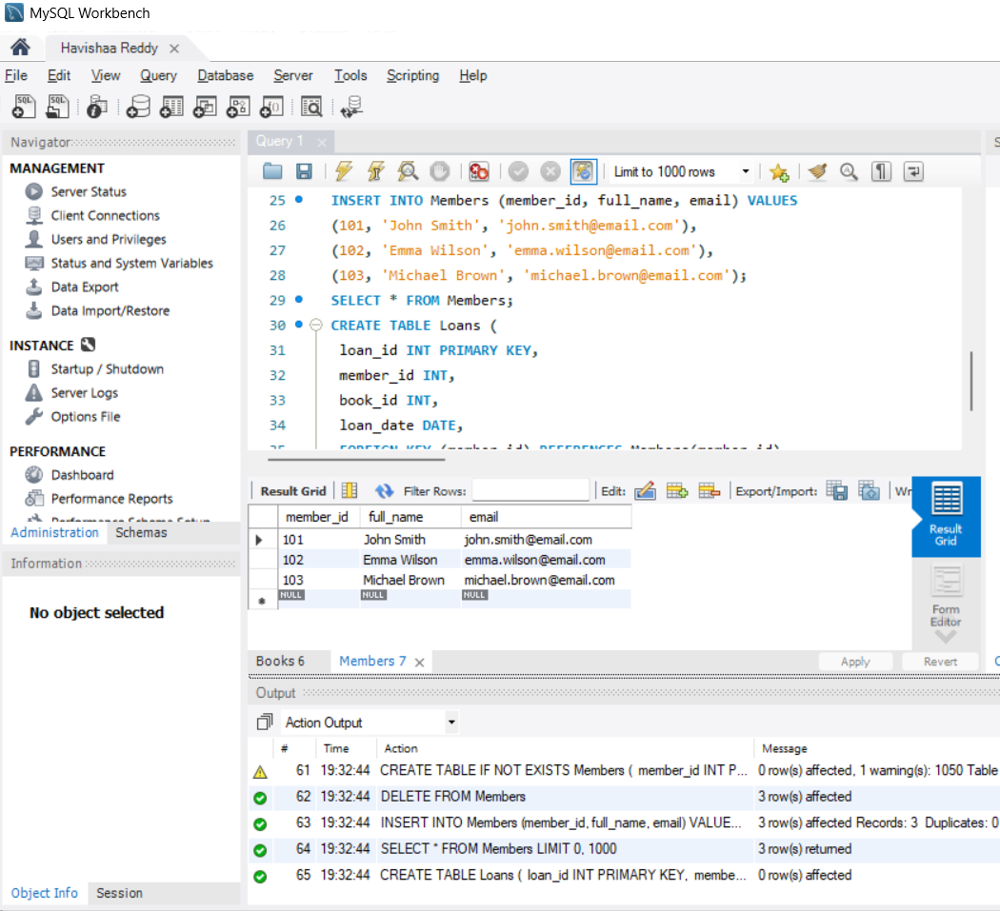 MySQL Workbench
Havishaa Reddy
File Edit View Query Database Server Tools Scripting Help
Navigator
MANAGEMENT
Server Status
Client Connections
Users and Privileges
Status and System Variables
Data Export
Data Import/Restore
INSTANCE
Startup / Shutdown
Server Logs
Options File
PERFORMANCE
Dashboard
Performance Reports
Performance Schema Setup
Administration Schemas
Information
No object selected
Object Info Session
Query 1
Limit to 1000 rows
25 INSERT INTO Members (member_id, full_name, email) VALUES
26 (101, 'John Smith', 'john.smith@email.com'),
27 (102, 'Emma Wilson', 'emma.wilson@email.com'),
28 (103, 'Michael Brown', 'michael.brown@email.com');
29 SELECT * FROM Members;
30 CREATE TABLE Loans (
31 loan_id INT PRIMARY KEY,
32 member_id INT,
33 book_id INT,
34 loan_date DATE,
35 FOREIGN KEY (member_id) REFERENCES Members(member_id)
Result Grid Filter Rows: Edit: Export/Import: Wr
member_id full_name email
101 John Smith john.smith@email.com
102 Emma Wilson emma.wilson@email.com
103 Michael Brown michael.brown@email.com
NULL NULL NULL
Result
Grid
Form
Editor
Books 6 Members 7 Apply Revert
Output
Action Output
# Time Action Message
61 19:32:44 CREATE TABLE IF NOT EXISTS Members ( member_id INT P... 0 row(s) affected, 1 warning(s): 1050 Table
62 19:32:44 DELETE FROM Members 3 row(s) affected
63 19:32:44 INSERT INTO Members (member_id, full_name, email) VALUE... 3 row(s) affected Records: 3 Duplicates: 0
64 19:32:44 SELECT * FROM Members LIMIT 0, 1000 3 row(s) returned
65 19:32:44 CREATE TABLE Loans ( loan_id INT PRIMARY KEY, membe... 0 row(s) affected